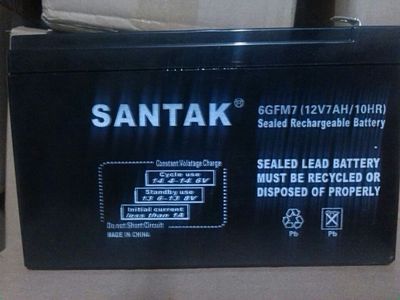 SANTAK®
6GFM7 (12V7AH/10HR)
Sealed Rechargeable Battery
Constant Volatage Charge:
Cycle use
14.4-14.6V
Standby use
13.6-13.8V
Initial current
less than 1A
Do not Short Circuit:
MADE IN CHINA:
SEALED LEAD BATTERY
MUST BE RECYCLED OR
DISPOSED OF PROPERLY.
Pb
Pb